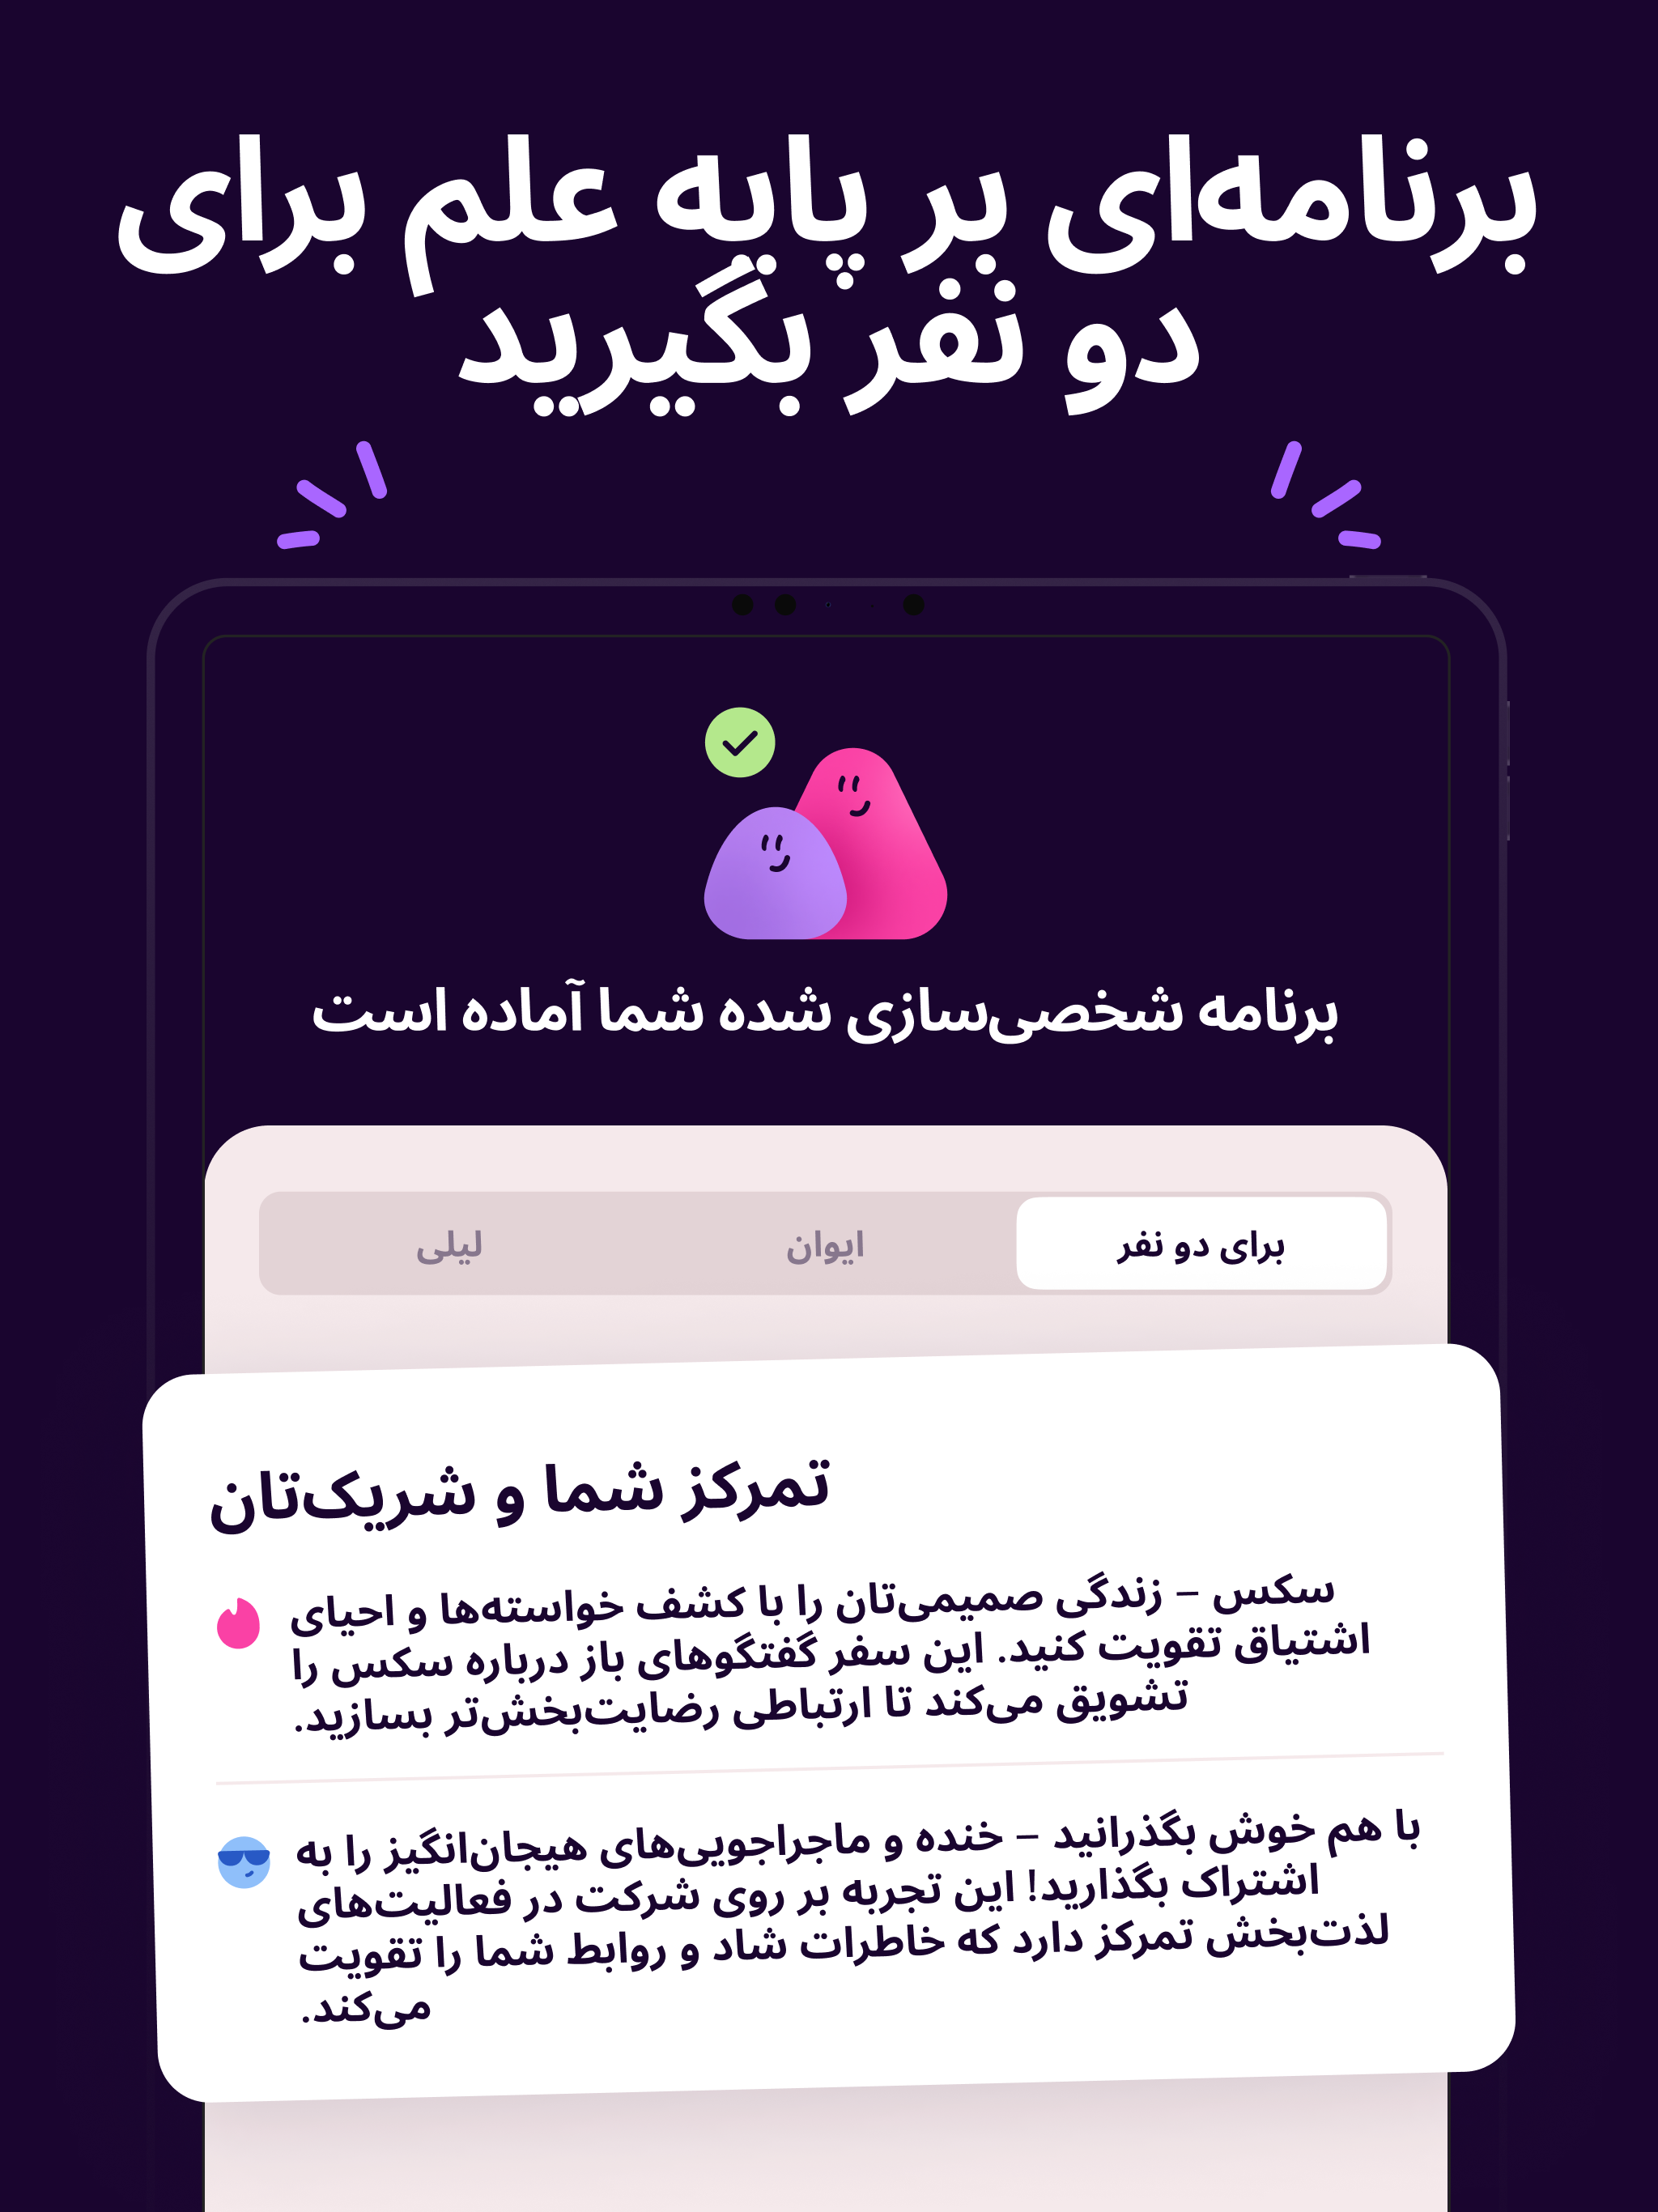 برنامه‌ای بر پایه علم برای
دو نفر بگیرید
برنامه شخصی‌سازی شده شما آماده است
برای دو نفر
ایوان
لیلی
تمرکز شما و شریک‌تان
سکس – زندگی صمیمی‌تان را با کشف خواسته‌ها و احیای
اشتیاق تقویت کنید. این سفر گفتگوهای باز درباره سکس را
تشویق می‌کند تا ارتباطی رضایت‌بخش‌تر بسازید.
با هم خوش بگذرانید – خنده و ماجراجویی‌های هیجان‌انگیز را به
اشتراک بگذارید! این تجربه بر روی شرکت در فعالیت‌های
لذت‌بخش تمرکز دارد که خاطرات شاد و روابط شما را تقویت
می‌کند.